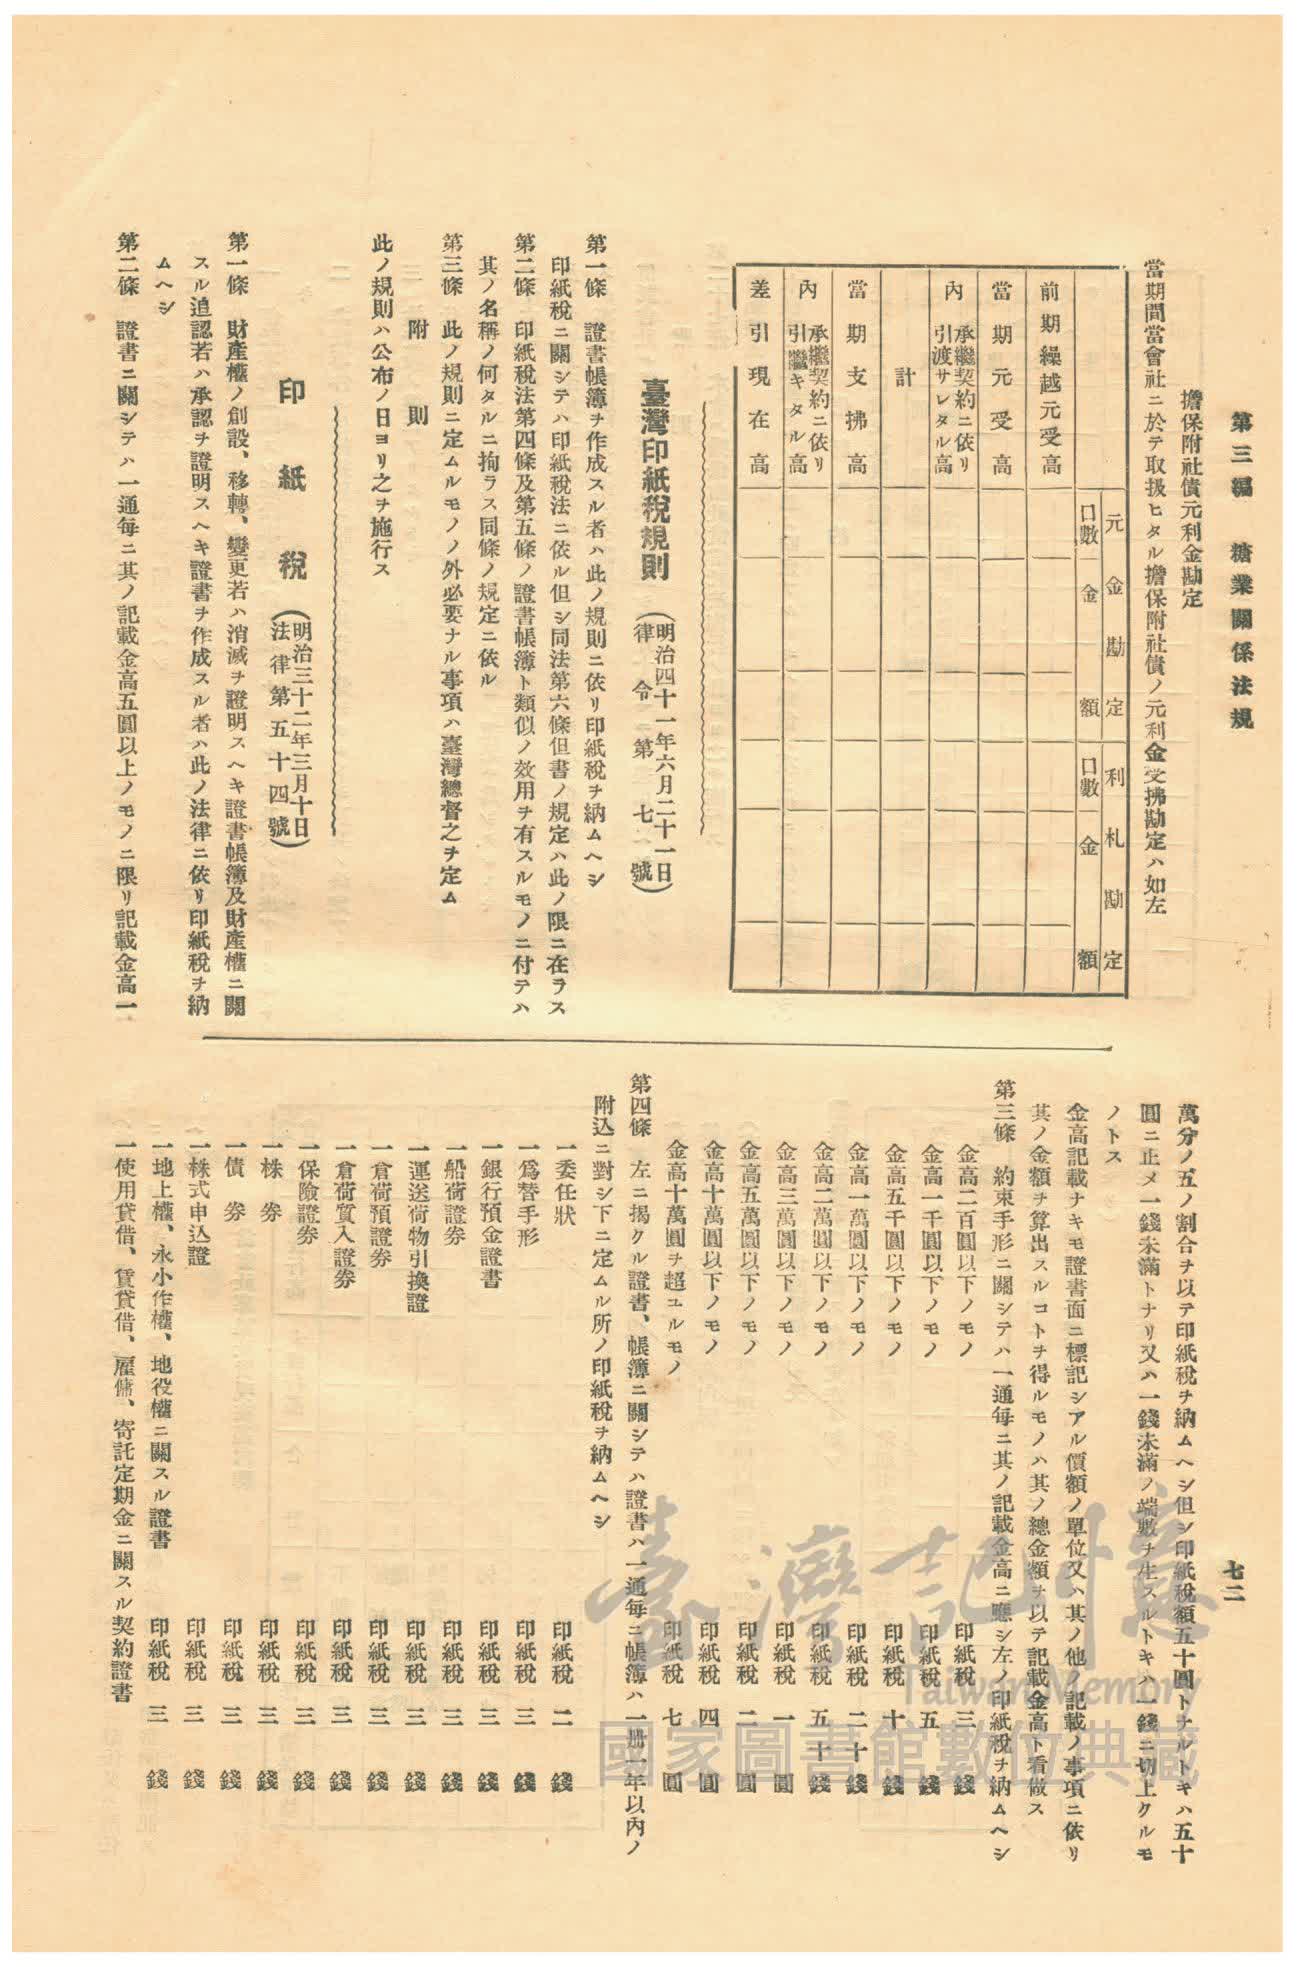 第三編　糖業關係法規
七二
擔保附社債元利金勘定
當期間當會社ニ於テ取扱ヒタル擔保附社債ノ元利金受拂勘定ハ如左
元金勘定
利札勘定
口數
金額
口數
金額
前期繰越元受高
當期元受高
內 承繼契約ニ依リ引渡サレタル高
計
當期支拂高
內 承繼契約ニ依リ引繼キタル高
差引現在高
臺灣印紙稅規則（明治四十一年六月二十一日律令第七號）
第一條　證書帳簿ヲ作成スル者ハ此ノ規則ニ依リ印紙稅ヲ納ムヘシ
印紙稅ニ關シテハ印紙稅法ニ依ル但シ同法第六條但書ノ規定ハ此ノ限ニ在ラス
第二條　印紙稅法第四條及第五條ノ證書帳簿ト類似ノ效用ヲ有スルモノニ付テハ
其ノ名稱ノ何タルニ拘ラス同條ノ規定ニ依ル
第三條　此ノ規則ニ定ムルモノノ外必要ナル事項ハ臺灣總督之ヲ定ム
附　則
此ノ規則ハ公布ノ日ヨリ之ヲ施行ス
印紙稅（明治三十二年三月十日法律第五十四號）
第一條　財產權ノ創設、移轉、變更若ハ消滅ヲ證明スヘキ證書帳簿及財產權ニ關
スル追認若ハ承認ヲ證明スヘキ證書ヲ作成スル者ハ此ノ法律ニ依リ印紙稅ヲ納
ムヘシ
第二條　證書ニ關シテハ一通每ニ其ノ記載金高五圓以上ノモノニ限リ記載金高一
萬分ノ五ノ割合ヲ以テ印紙稅ヲ納ムヘシ但シ印紙稅額五十圓トナルトキハ五十
圓ニ止メ一錢未滿トナリ又ハ一錢未滿ノ端數ヲ生スルトキハ一錢ニ切上クルモ
ノトス
金高記載ナキモ證書面ニ標記シアル價額ノ單位又ハ其ノ他ノ記載ノ事項ニ依リ
其ノ金額ヲ算出スルコトヲ得ルモノハ其ノ總金額ヲ以テ記載金高ト看做ス
第三條　約束手形ニ關シテハ一通每ニ其ノ記載金高ニ應シ左ノ印紙稅ヲ納ムヘシ
金高二百圓以下ノモノ　印紙稅　三錢
金高一千圓以下ノモノ　印紙稅　五錢
金高五千圓以下ノモノ　印紙稅　十錢
金高一萬圓以下ノモノ　印紙稅　二十錢
金高二萬圓以下ノモノ　印紙稅　五十錢
金高三萬圓以下ノモノ　印紙稅　一圓
金高五萬圓以下ノモノ　印紙稅　二圓
金高十萬圓以下ノモノ　印紙稅　四圓
金高十萬圓ヲ超ユルモノ　印紙稅　七圓
第四條　左ニ揭クル證書、帳簿ニ關シテハ證書ハ一通每ニ帳簿ハ一册一年以內ノ
附込ニ對シ下ニ定ムル所ノ印紙稅ヲ納ムヘシ
一委任狀　印紙稅　二錢
一爲替手形　印紙稅　三錢
一銀行預金證書　印紙稅　三錢
一船荷證券　印紙稅　三錢
一運送荷物引換證　印紙稅　三錢
一倉荷預證券　印紙稅　三錢
一倉荷質入證券　印紙稅　三錢
一保險證券　印紙稅　三錢
一株券　印紙稅　三錢
一債券　印紙稅　三錢
一株式申込證　印紙稅　三錢
一地上權、永小作權、地役權ニ關スル證書　印紙稅　三錢
一使用貸借、賃貸借、雇傭、寄託定期金ニ關スル契約證書
臺灣記憶
Taiwan Memory
國家圖書館數位典藏